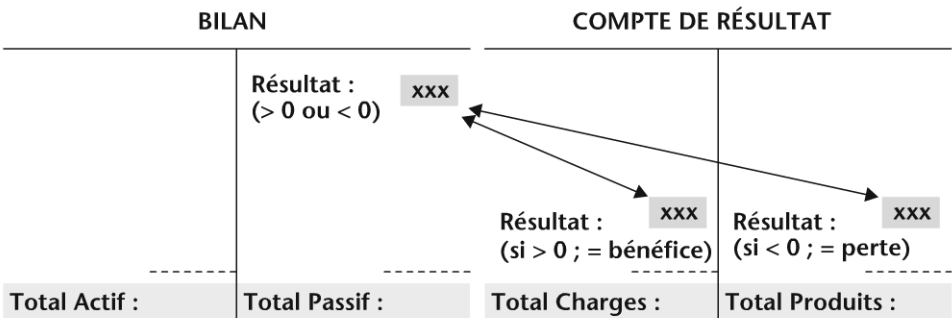 BILAN
COMPTE DE RÉSULTAT
Résultat :
(> 0 ou < 0)
xxx
Résultat :
(si > 0 ; = bénéfice)
xxx
Résultat :
(si < 0 ; = perte)
xxx
Total Actif :
Total Passif :
Total Charges :
Total Produits :